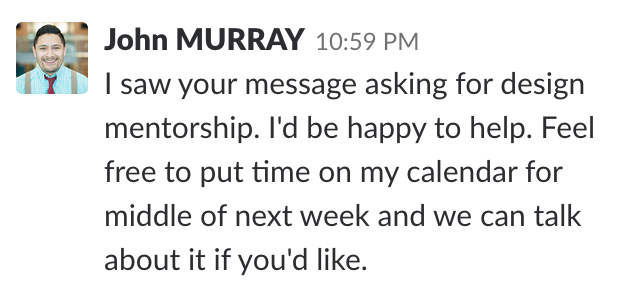 John MURRAY 10:59 PM
I saw your message asking for design
mentorship. I'd be happy to help. Feel
free to put time on my calendar for
middle of next week and we can talk
about it if you'd like.